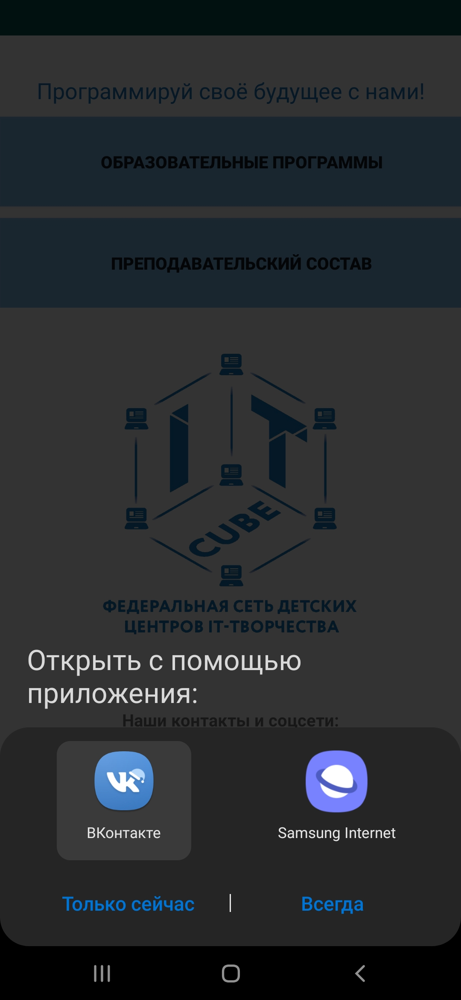 Программируй своё будущее с нами!
ОБРАЗОВАТЕЛЬНЫЕ ПРОГРАММЫ
ПРЕПОДАВАТЕЛЬСКИЙ СОСТАВ
IT
CUBE
ФЕДЕРАЛЬНАЯ СЕТЬ ДЕТСКИХ
ЦЕНТРОВ IT-ТВОРЧЕСТВА
Открыть с помощью
приложения:
Наши контакты и соцсети:
ВКонтакте
Samsung Internet
Только сейчас
Всегда